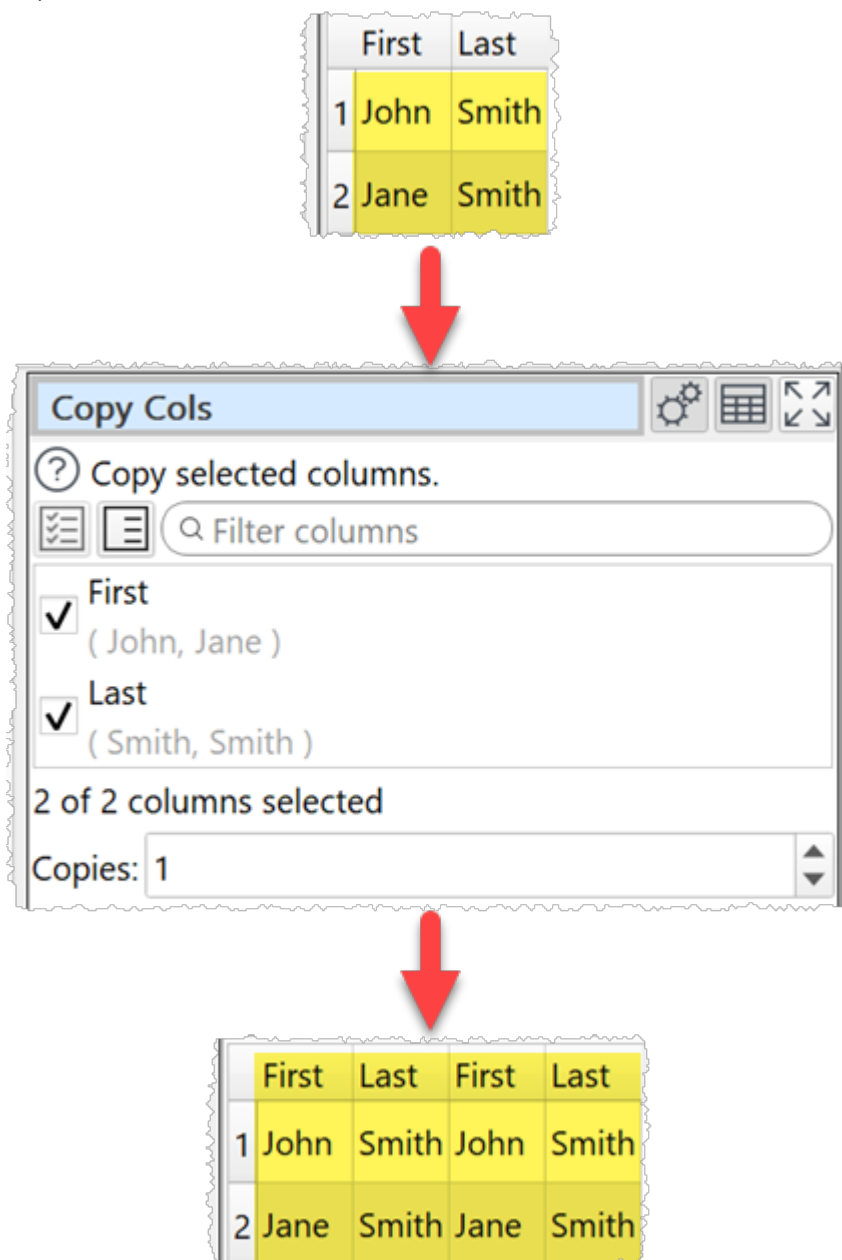 First Last
1 John Smith
2 Jane Smith
Copy Cols
? Copy selected columns.
Filter columns
First
( John, Jane )
Last
( Smith, Smith )
2 of 2 columns selected
Copies: 1
First Last First Last
1 John Smith John Smith
2 Jane Smith Jane Smith